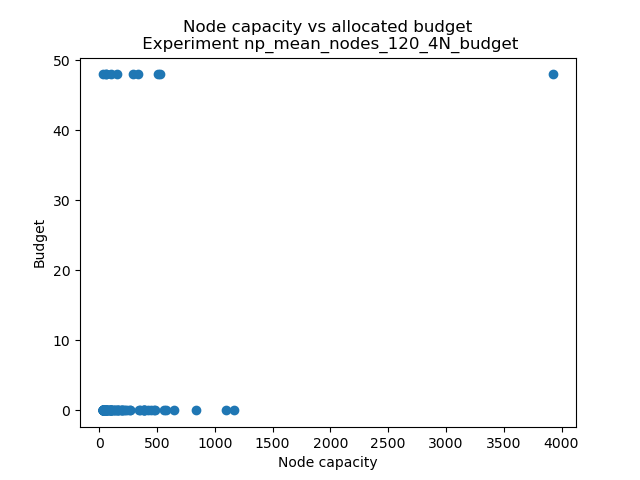 Node capacity vs allocated budget
Experiment np_mean_nodes_120_4N_budget
50
40
30
20
10
0
Budget
0 500 1000 1500 2000 2500 3000 3500 4000
Node capacity